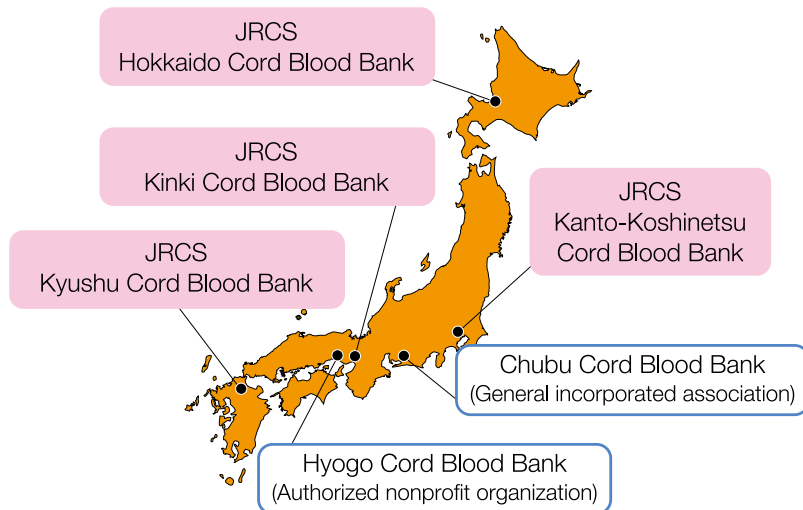 JRCS
Hokkaido Cord Blood Bank
JRCS
Kinki Cord Blood Bank
JRCS
Kanto-Koshinetsu
Cord Blood Bank
JRCS
Kyushu Cord Blood Bank
Chubu Cord Blood Bank
(General incorporated association)
Hyogo Cord Blood Bank
(Authorized nonprofit organization)